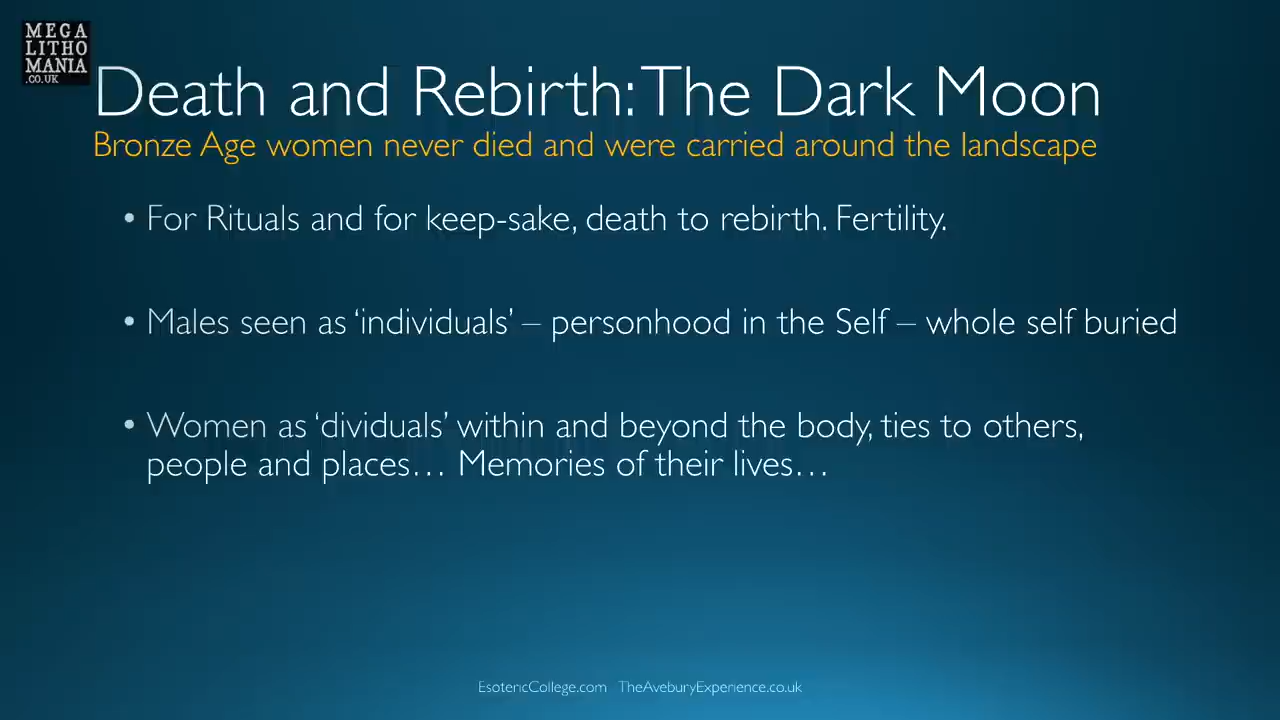 MEGA
LITHO
MANIA
.CO.UK
Death and Rebirth: The Dark Moon
Bronze Age women never died and were carried around the landscape
• For Rituals and for keep-sake, death to rebirth. Fertility.
• Males seen as ‘individuals’ – personhood in the Self – whole self buried
• Women as ‘dividuals’ within and beyond the body, ties to others,
people and places… Memories of their lives…
EsotericCollege.com TheAveburyExperience.co.uk